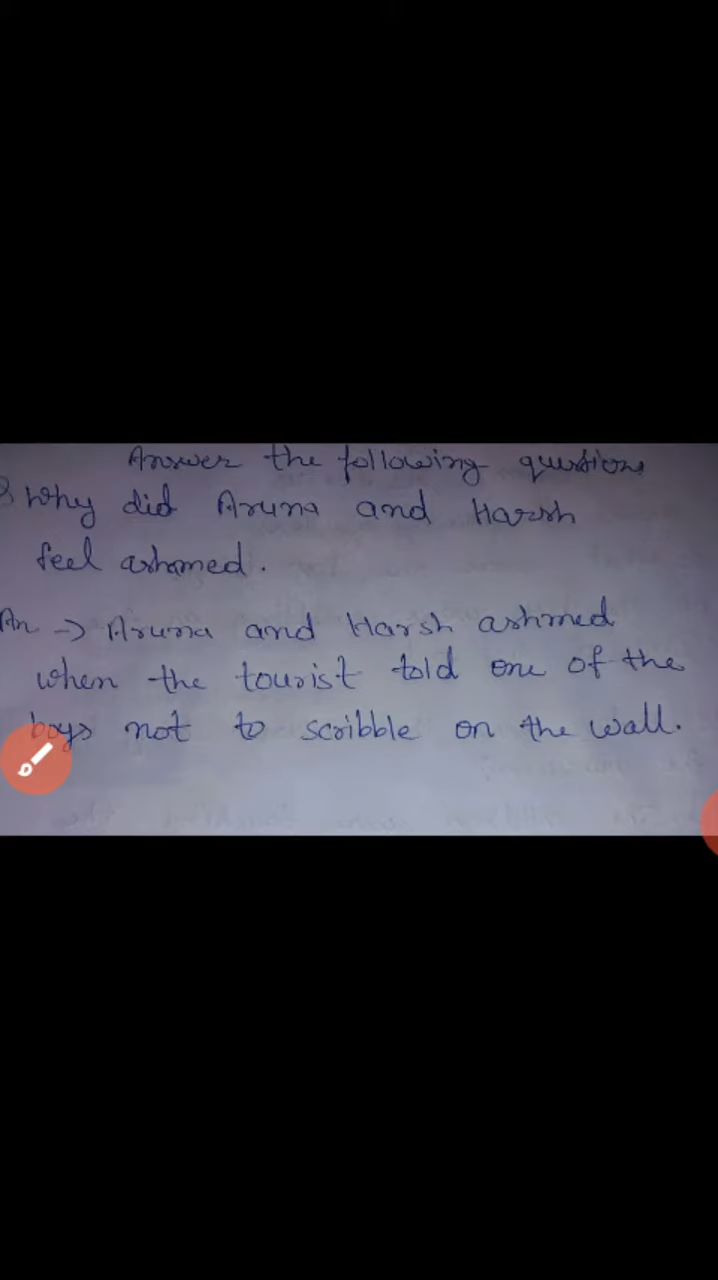 Answer the following questions
Why did Aruna and Harsh
feel ashamed.
An → Aruna and Harsh ashmed
when the tourist told one of the
boys not to scribble on the wall.